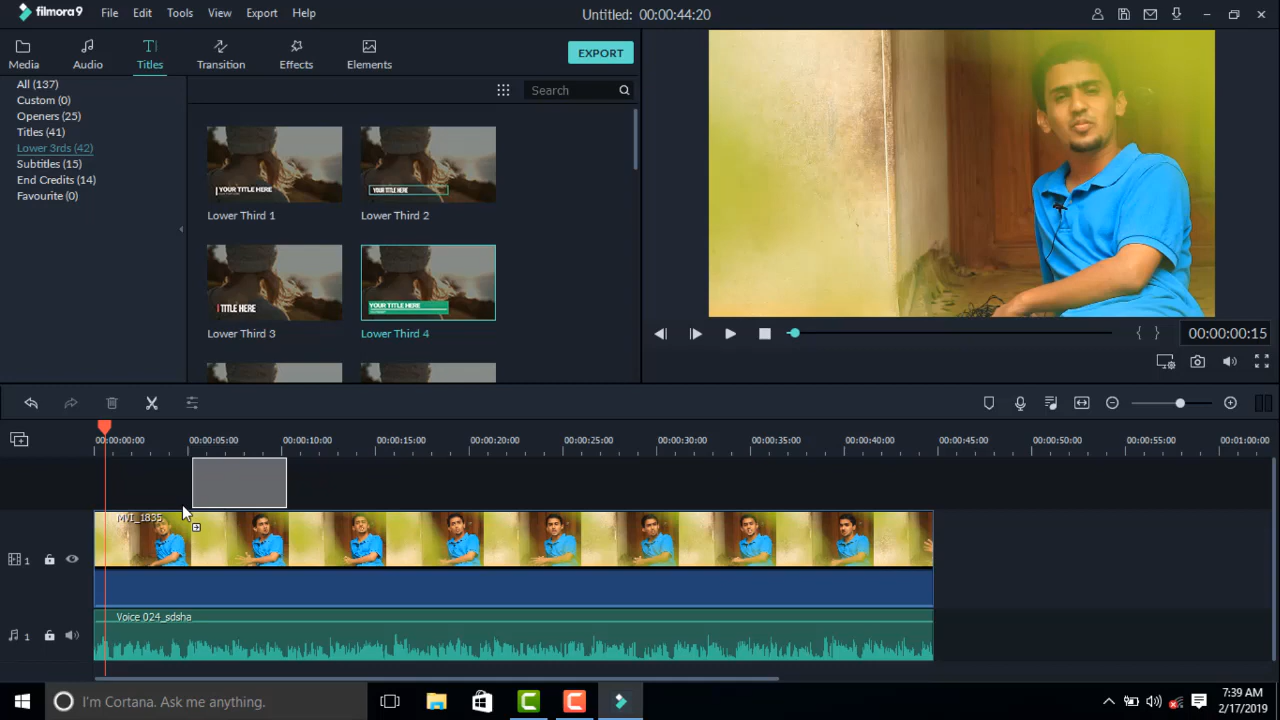 filmora9 File Edit Tools View Export Help Untitled: 00:00:44:20
Media Audio Titles Transition Effects Elements EXPORT
All (137)
Custom (0)
Openers (25)
Titles (41)
Lower 3rds (42)
Subtitles (15)
End Credits (14)
Favourite (0)
Search
YOUR TITLE HERE
YOUR TITLE HERE
Lower Third 1 Lower Third 2
TITLE HERE
YOUR TITLE HERE
Lower Third 3 Lower Third 4
00:00:00:15
00:00:00:00 00:00:05:00 00:00:10:00 00:00:15:00 00:00:20:00 00:00:25:00 00:00:30:00 00:00:35:00 00:00:40:00 00:00:45:00 00:00:50:00 00:00:55:00 00:01:00:00
MVI_1835
1
Voice 024_sdsha
1
I'm Cortana. Ask me anything.
7:39 AM
2/17/2019